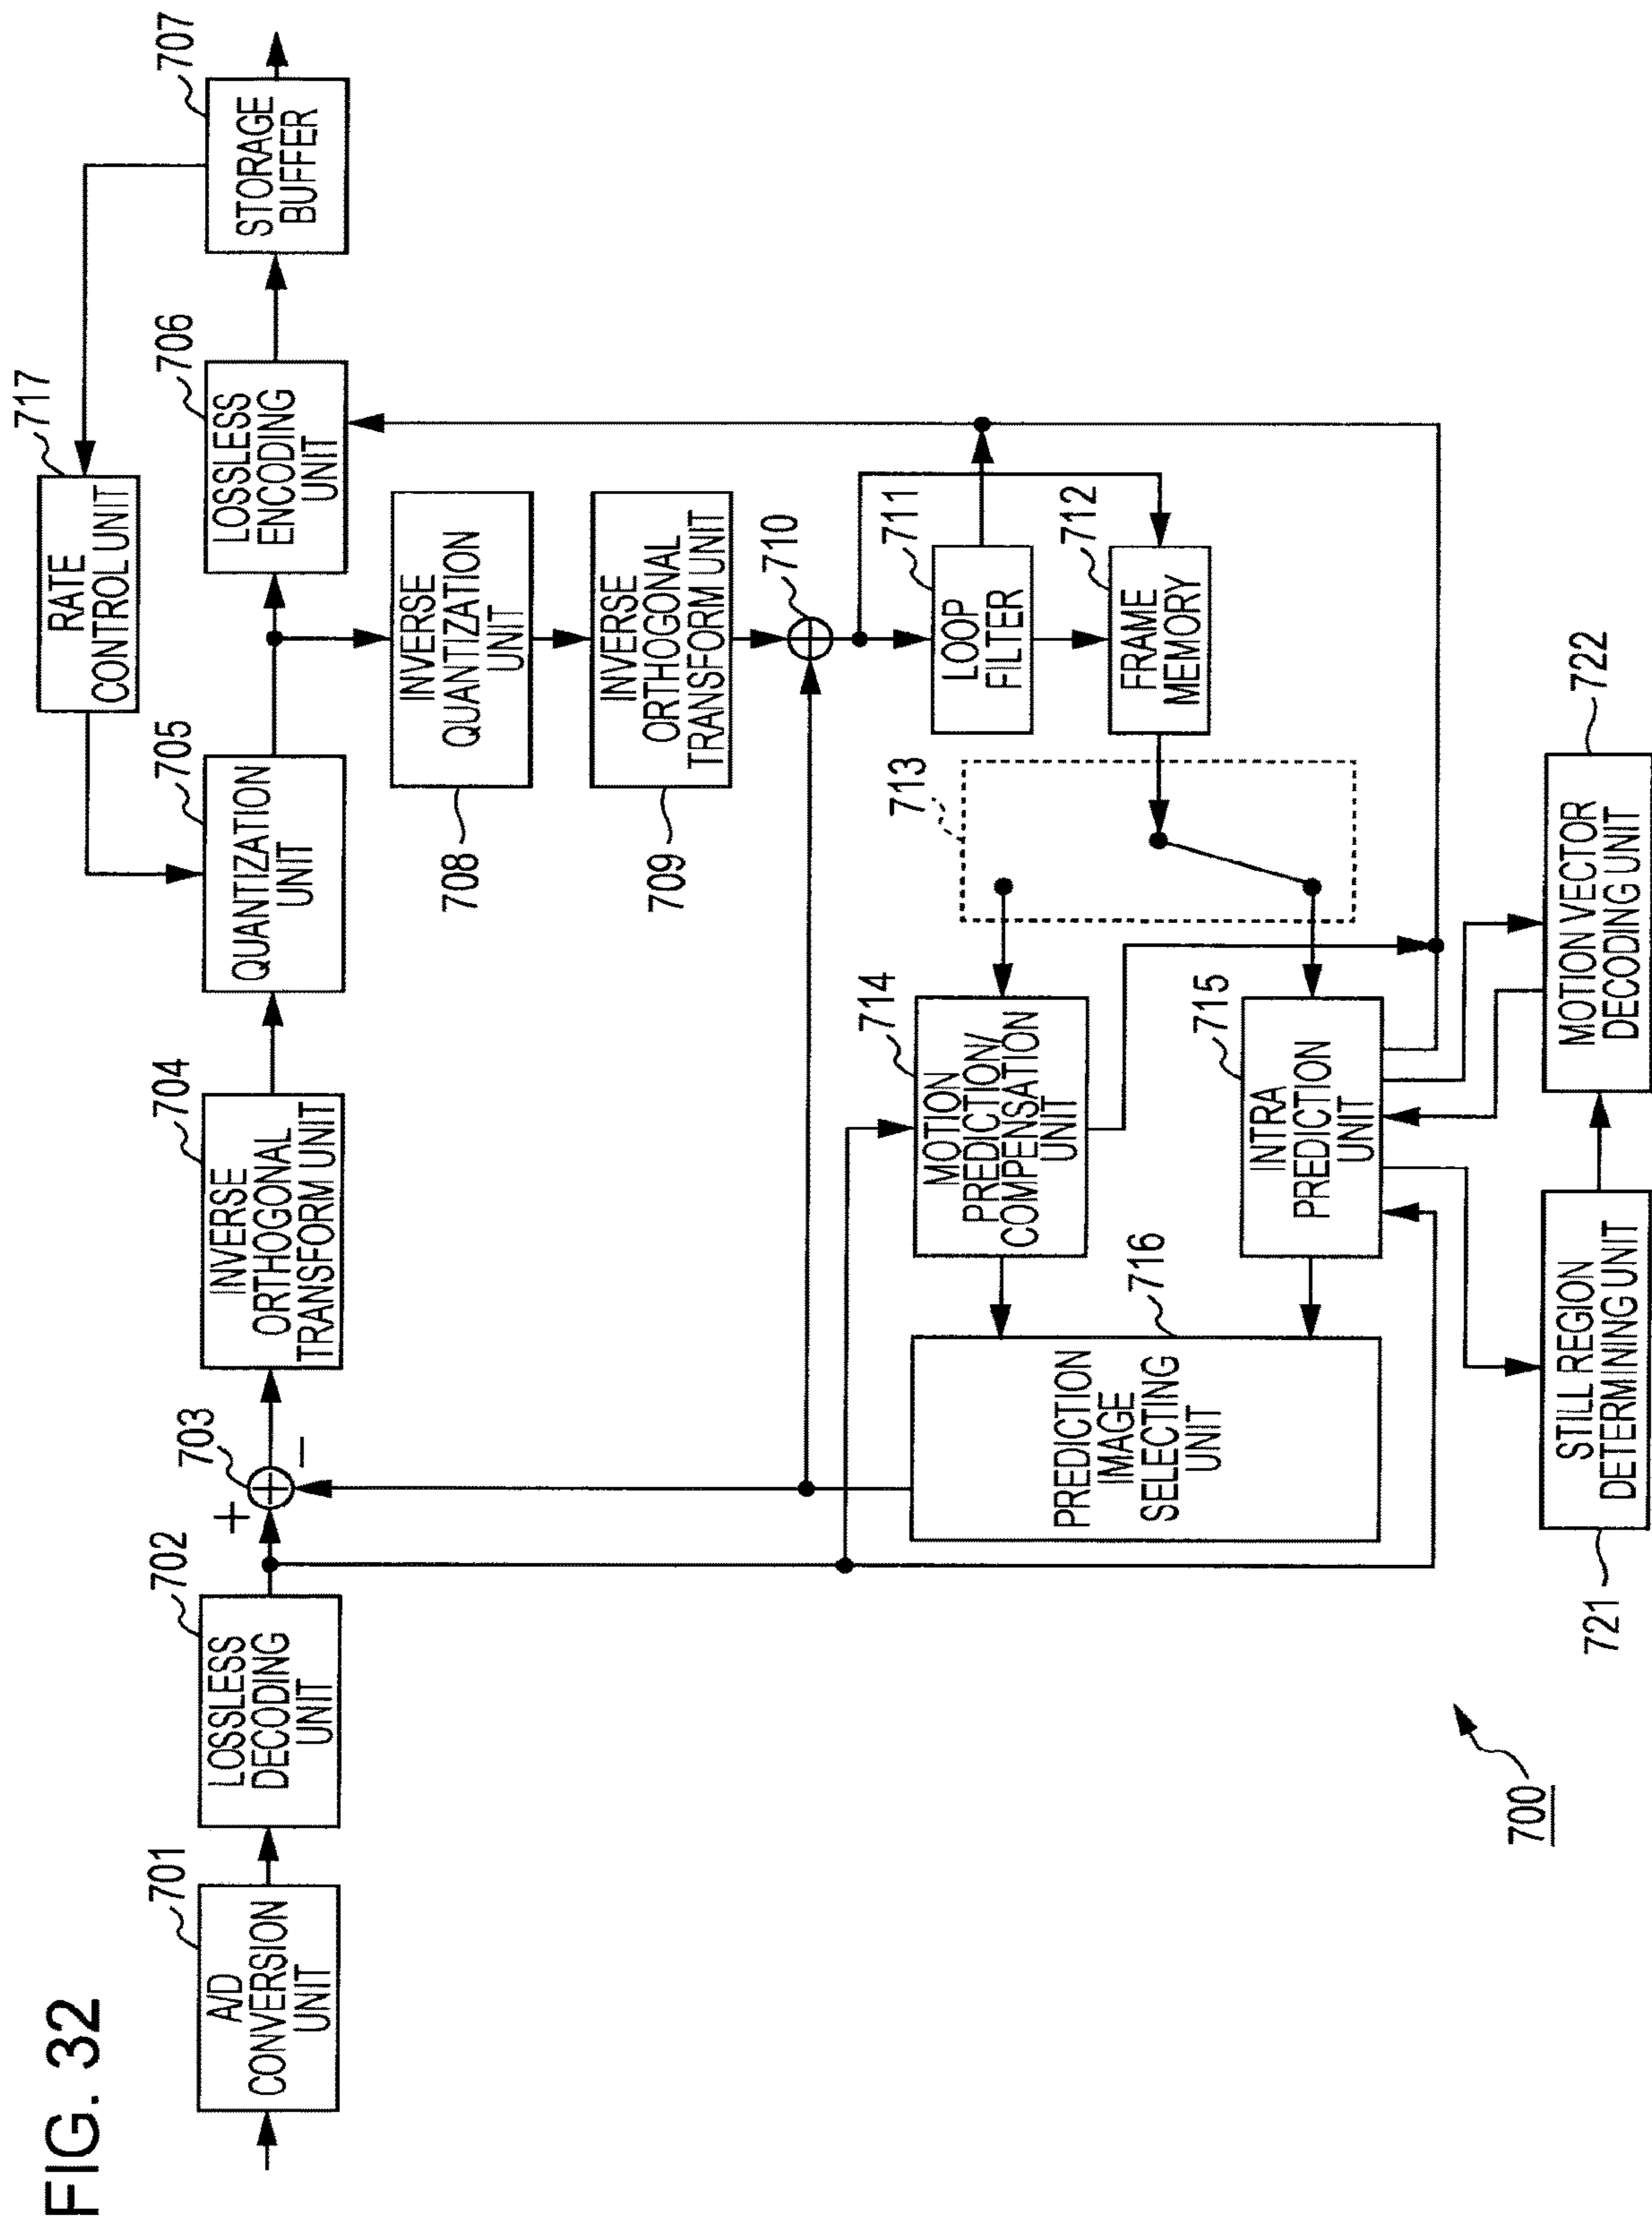 FIG. 32
701
A/D
CONVERSION
UNIT
702
LOSSLESS
DECODING
UNIT
703
+
−
704
INVERSE
ORTHOGONAL
TRANSFORM UNIT
705
QUANTIZATION
UNIT
717
RATE
CONTROL UNIT
706
LOSSLESS
ENCODING
UNIT
707
STORAGE
BUFFER
INVERSE
QUANTIZATION
UNIT
708
INVERSE
ORTHOGONAL
TRANSFORM UNIT
709
710
711
LOOP
FILTER
712
FRAME
MEMORY
713
714
MOTION
PREDICTION/
COMPENSATION
UNIT
715
INTRA
PREDICTION
UNIT
716
PREDICTION
IMAGE
SELECTING
UNIT
721
STILL REGION
DETERMINING UNIT
722
MOTION VECTOR
DECODING UNIT
700